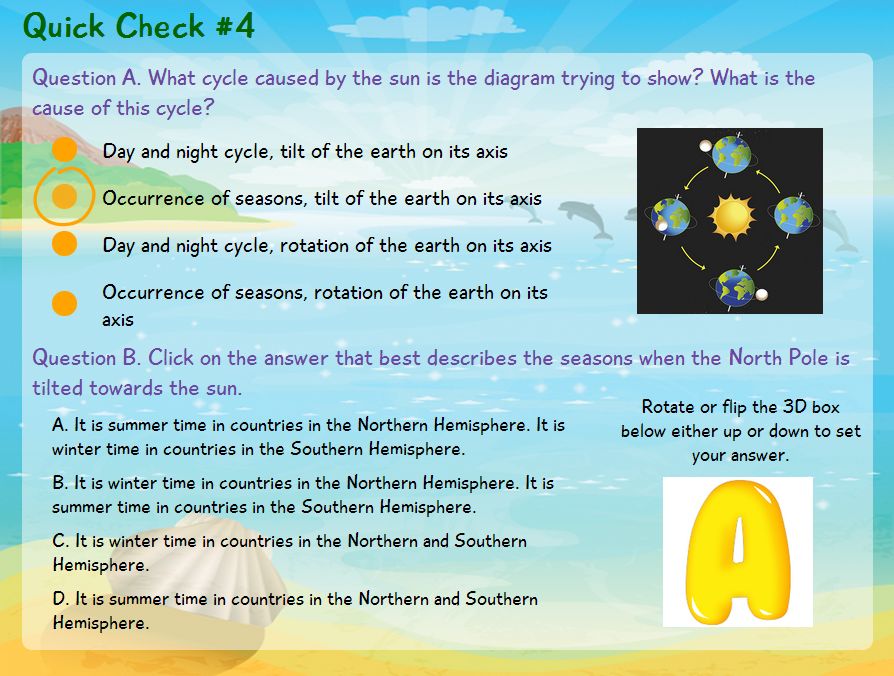 Quick Check #4
Question A. What cycle caused by the sun is the diagram trying to show? What is the
cause of this cycle?
Day and night cycle, tilt of the earth on its axis
Occurrence of seasons, tilt of the earth on its axis
Day and night cycle, rotation of the earth on its axis
Occurrence of seasons, rotation of the earth on its
axis
Question B. Click on the answer that best describes the seasons when the North Pole is
tilted towards the sun.
A. It is summer time in countries in the Northern Hemisphere. It is
winter time in countries in the Southern Hemisphere.
B. It is winter time in countries in the Northern Hemisphere. It is
summer time in countries in the Southern Hemisphere.
C. It is winter time in countries in the Northern and Southern
Hemisphere.
D. It is summer time in countries in the Northern and Southern
Hemisphere.
Rotate or flip the 3D box
below either up or down to set
your answer.
A